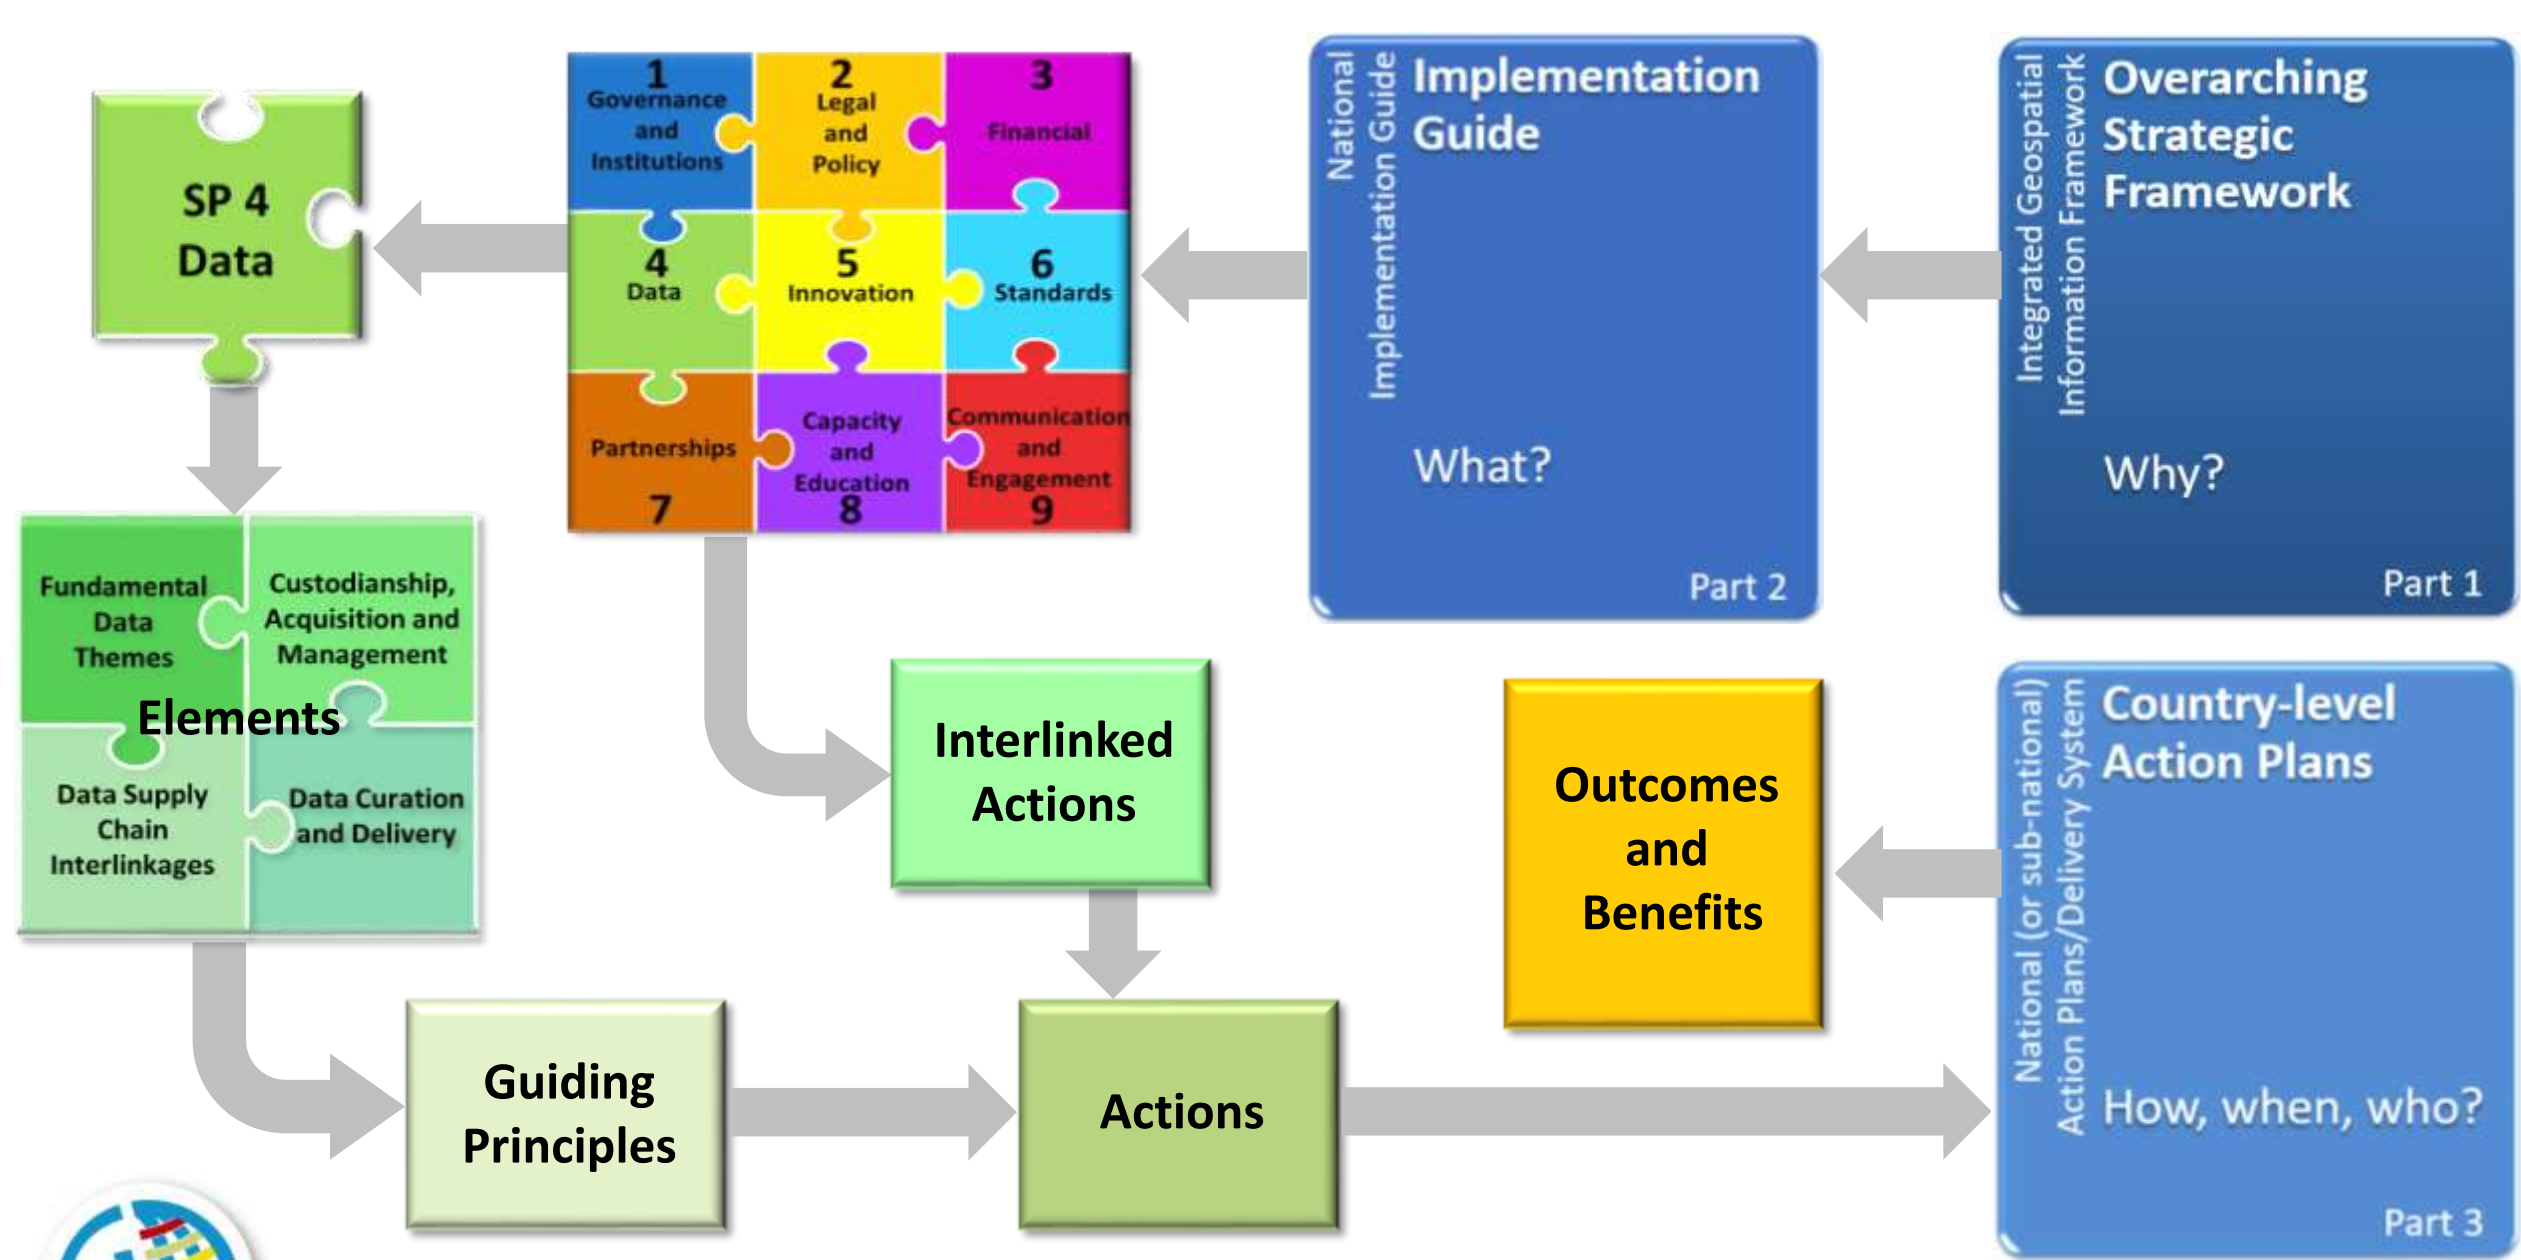 SP 4
Data
1
Governance
and
Institutions
2
Legal
and
Policy
3
Financial
4
Data
5
Innovation
6
Standards
Partnerships
7
Capacity
and
Education
8
Communication
and
Engagement
9
National
Implementation Guide
Implementation
Guide
What?
Part 2
Integrated Geospatial
Information Framework
Overarching
Strategic
Framework
Why?
Part 1
Fundamental
Data
Themes
Custodianship,
Acquisition and
Management
Elements
Data Supply
Chain
Interlinkages
Data Curation
and Delivery
Interlinked
Actions
Outcomes
and
Benefits
National (or sub-national)
Action Plans/Delivery System
Country-level
Action Plans
How, when, who?
Part 3
Guiding
Principles
Actions